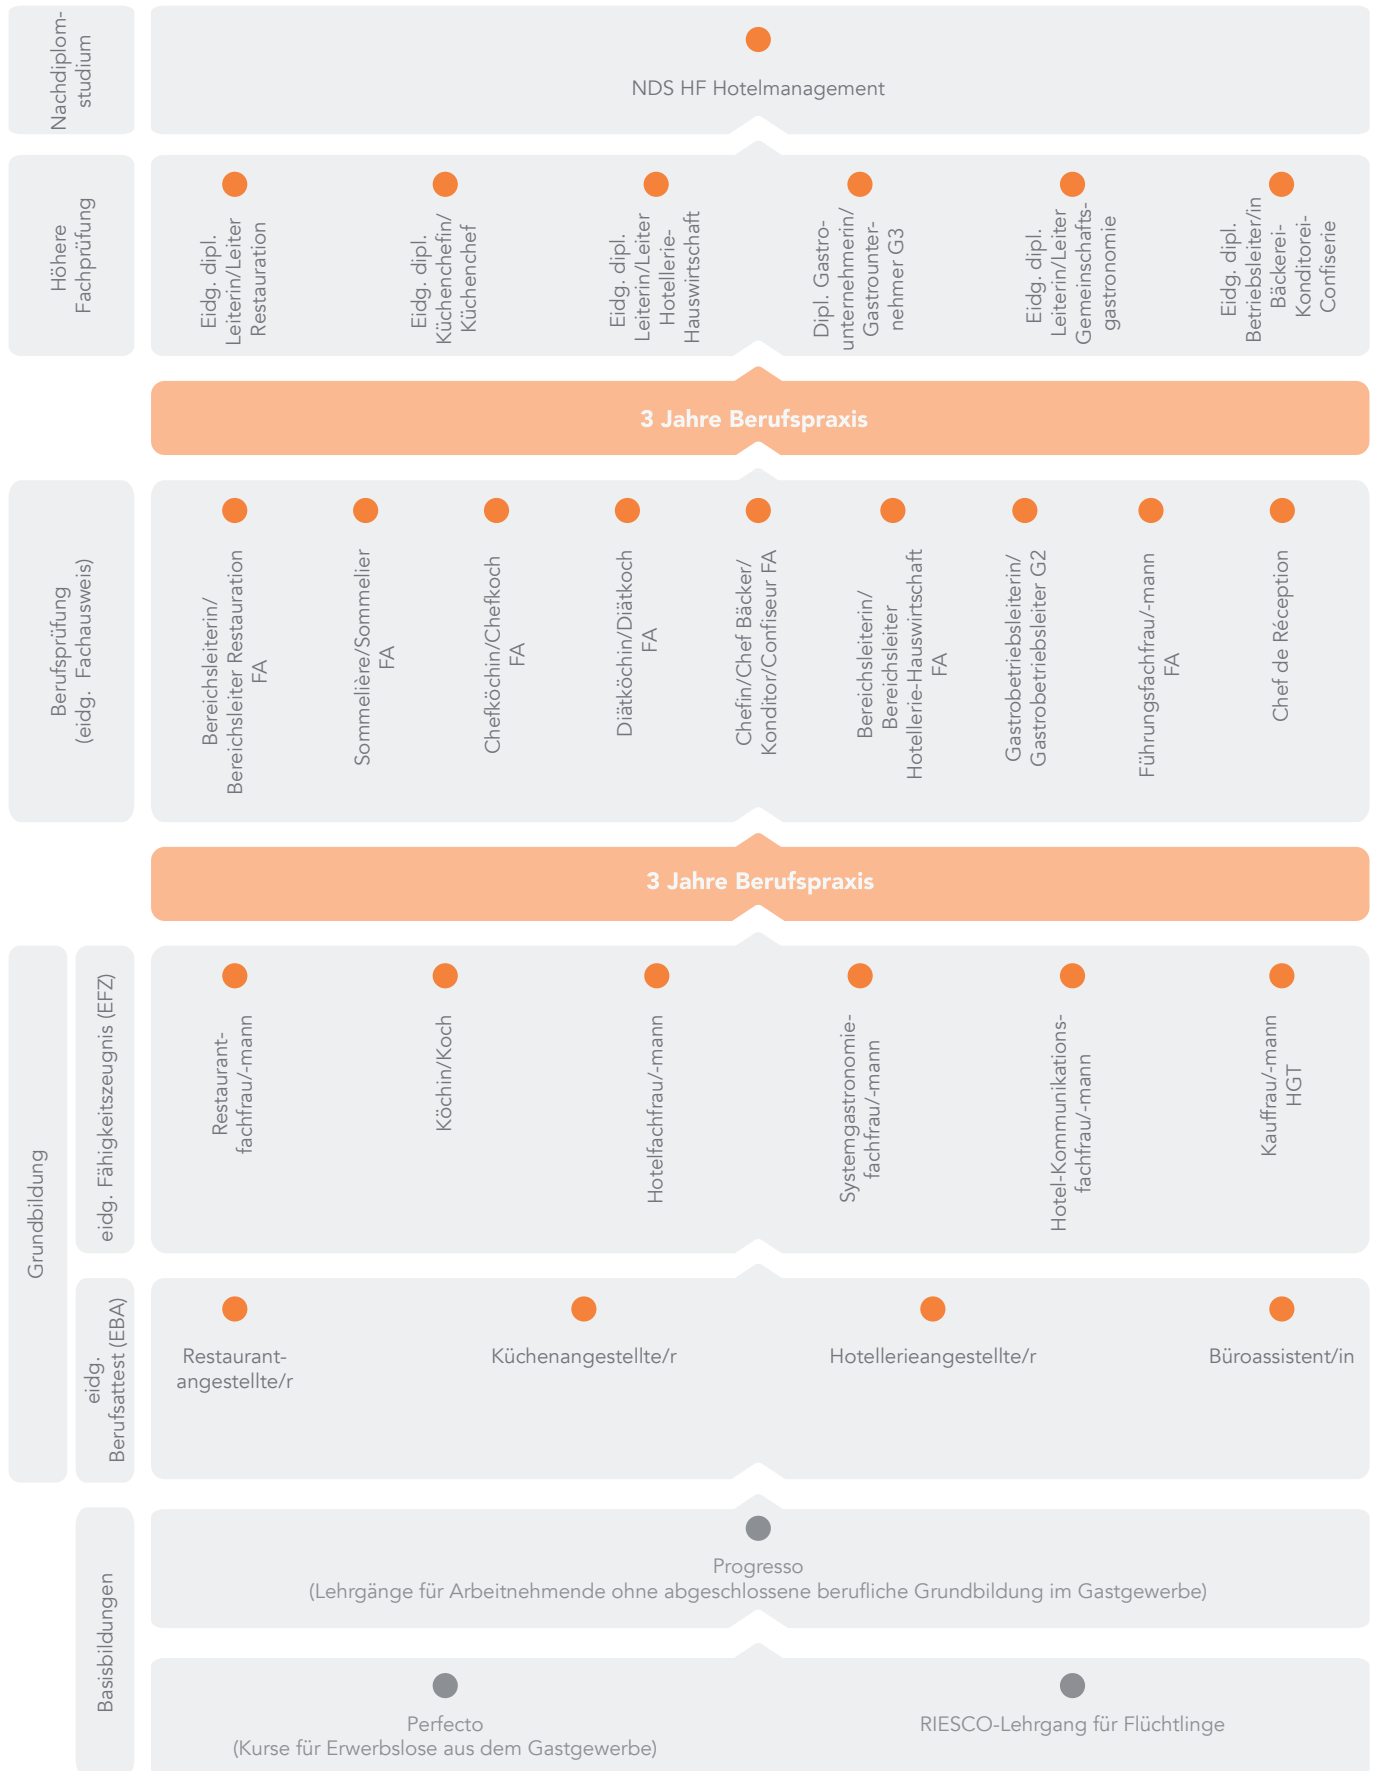 Nachdiplom-
studium
NDS HF Hotelmanagement
Höhere
Fachprüfung
Eidg. dipl.
Leiterin/Leiter
Restauration
Eidg. dipl.
Küchenchefin/
Küchenchef
Eidg. dipl.
Leiterin/Leiter
Hotellerie-
Hauswirtschaft
Dipl. Gastro-
unternehmerin/
Gastrounter-
nehmer G3
Eidg. dipl.
Leiterin/Leiter
Gemeinschafts-
gastronomie
Eidg. dipl.
Betriebsleiter/in
Bäckerei-
Konditorei-
Confiserie
3 Jahre Berufspraxis
Berufsprüfung
(eidg. Fachausweis)
Bereichsleiterin/
Bereichsleiter Restauration
FA
Sommelière/Sommelier
FA
Chefköchin/Chefkoch
FA
Diätköchin/Diätkoch
FA
Chefin/Chef Bäcker/
Konditor/Confiseur FA
Bereichsleiterin/
Bereichsleiter
Hotellerie-Hauswirtschaft
FA
Gastrobetriebsleiterin/
Gastrobetriebsleiter G2
Führungsfachfrau/-mann
FA
Chef de Réception
3 Jahre Berufspraxis
Grundbildung
eidg. Fähigkeitszeugnis (EFZ)
Restaurant-
fachfrau/-mann
Köchin/Koch
Hotelfachfrau/-mann
Systemgastronomie-
fachfrau/-mann
Hotel-Kommunikations-
fachfrau/-mann
Kauffrau/-mann
HGT
eidg.
Berufsattest (EBA)
Restaurant-
angestellte/r
Küchenangestellte/r
Hotellerieangestellte/r
Büroassistent/in
Basisbildungen
Progresso
(Lehrgänge für Arbeitnehmende ohne abgeschlossene berufliche Grundbildung im Gastgewerbe)
Perfecto
(Kurse für Erwerbslose aus dem Gastgewerbe)
RIESCO-Lehrgang für Flüchtlinge